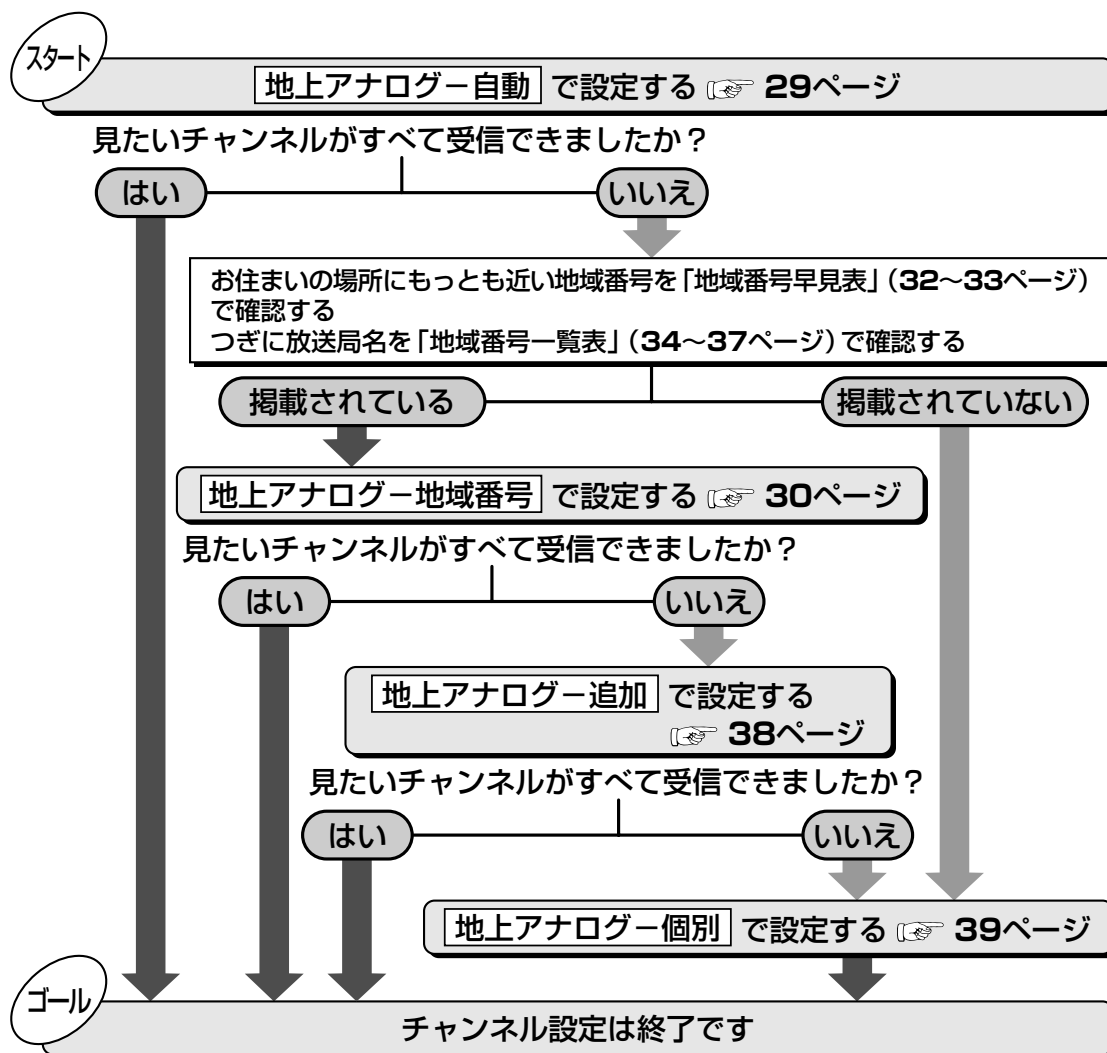 スタート
地上アナログー自動 で設定する ☞ 29ページ
見たいチャンネルがすべて受信できましたか？
はい
いいえ
お住まいの場所にもっとも近い地域番号を「地域番号早見表」（32～33ページ）
で確認する
つぎに放送局名を「地域番号一覧表」（34～37ページ）で確認する
掲載されている
掲載されていない
地上アナログー地域番号 で設定する ☞ 30ページ
見たいチャンネルがすべて受信できましたか？
はい
いいえ
地上アナログー追加 で設定する
☞ 38ページ
見たいチャンネルがすべて受信できましたか？
はい
いいえ
地上アナログー個別 で設定する ☞ 39ページ
ゴール
チャンネル設定は終了です